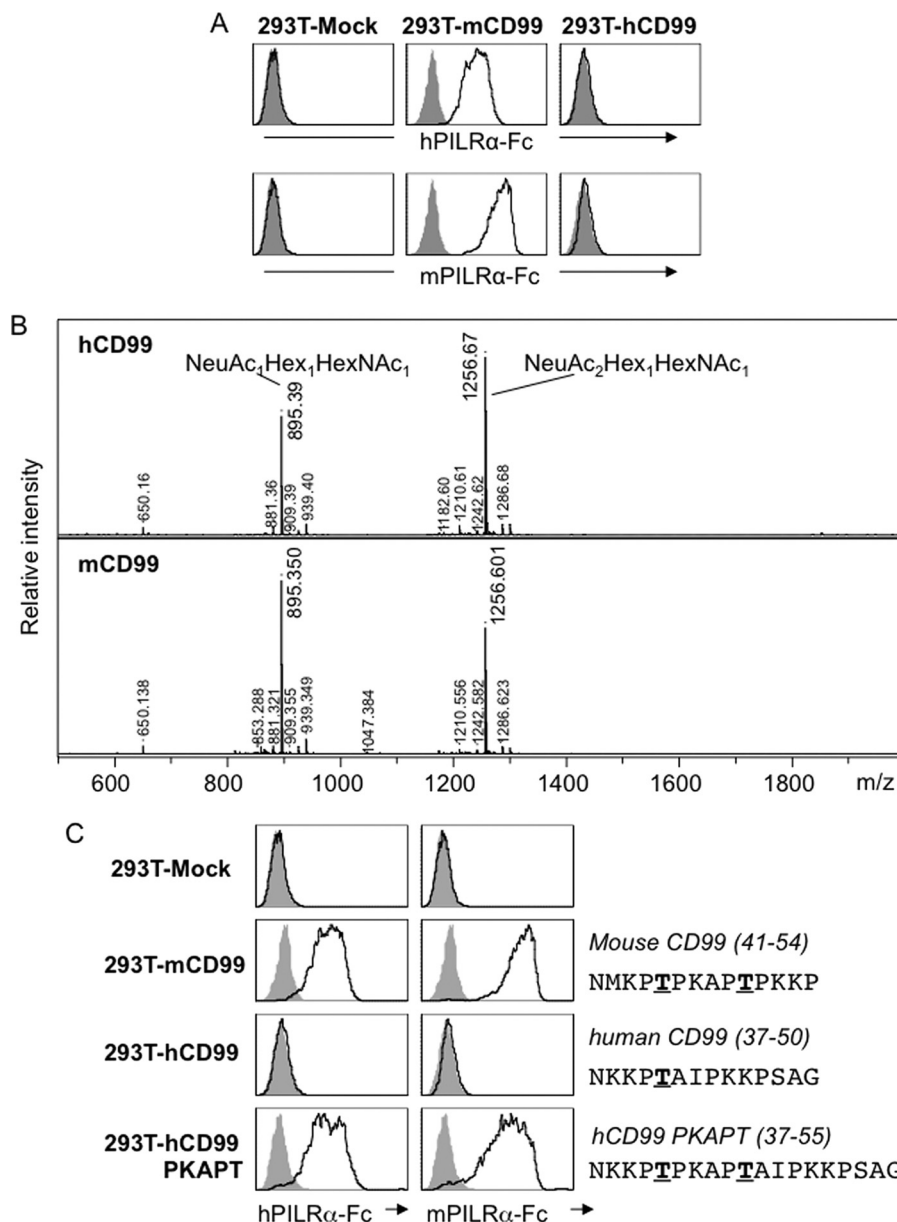 A
293T-Mock 293T-mCD99 293T-hCD99
hPILRα-Fc
mPILRα-Fc
B
hCD99
NeuAc1Hex1HexNAc1
NeuAc2Hex1HexNAc1
650.16
881.36
895.39
909.39
939.40
1182.60
1210.61
1242.62
1256.67
1286.68
Relative intensity
mCD99
650.138
853.288
881.321
895.350
909.355
939.349
1047.384
1210.556
1242.582
1256.601
1286.623
600 800 1000 1200 1400 1600 1800 m/z
C
293T-Mock
293T-mCD99
Mouse CD99 (41-54)
NMKPTPKAPTPKKP
293T-hCD99
human CD99 (37-50)
NKKPTAIPKKPSAG
293T-hCD99
PKAPT
hCD99 PKAPT (37-55)
NKKPTPKAPTAIPKKPSAG
hPILRα-Fc mPILRα-Fc